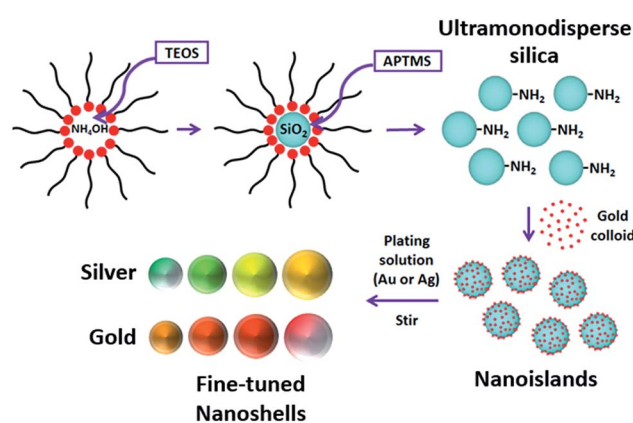 TEOS
NH₄OH
APTMS
SiO₂
Ultramonodisperse
silica
NH₂
NH₂
NH₂
NH₂
NH₂
NH₂
Gold
colloid
Nanoislands
Plating
solution
(Au or Ag)
Stir
Silver
Gold
Fine-tuned
Nanoshells